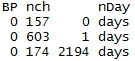 BP nch nDay
0 157 0 days
0 603 1 days
0 174 2194 days